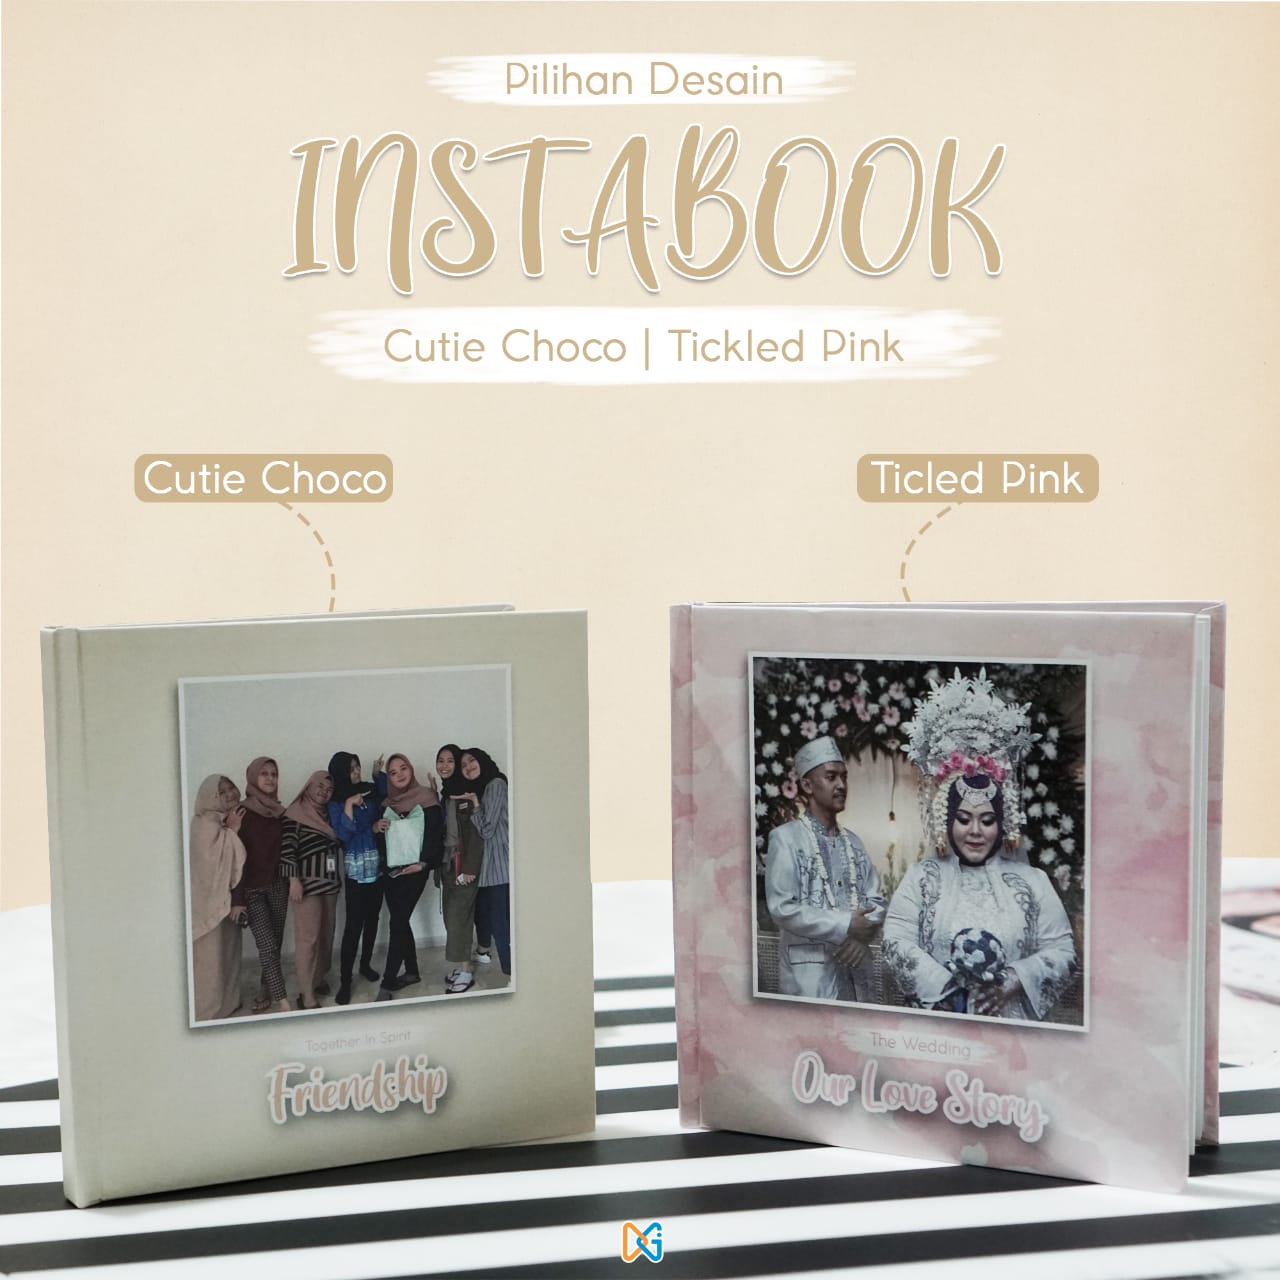 Pilihan Desain
INSTABOOK
Cutie Choco | Tickled Pink
Cutie Choco
Ticled Pink
Together In Spirit
Friendship
The Wedding
Our Love Story